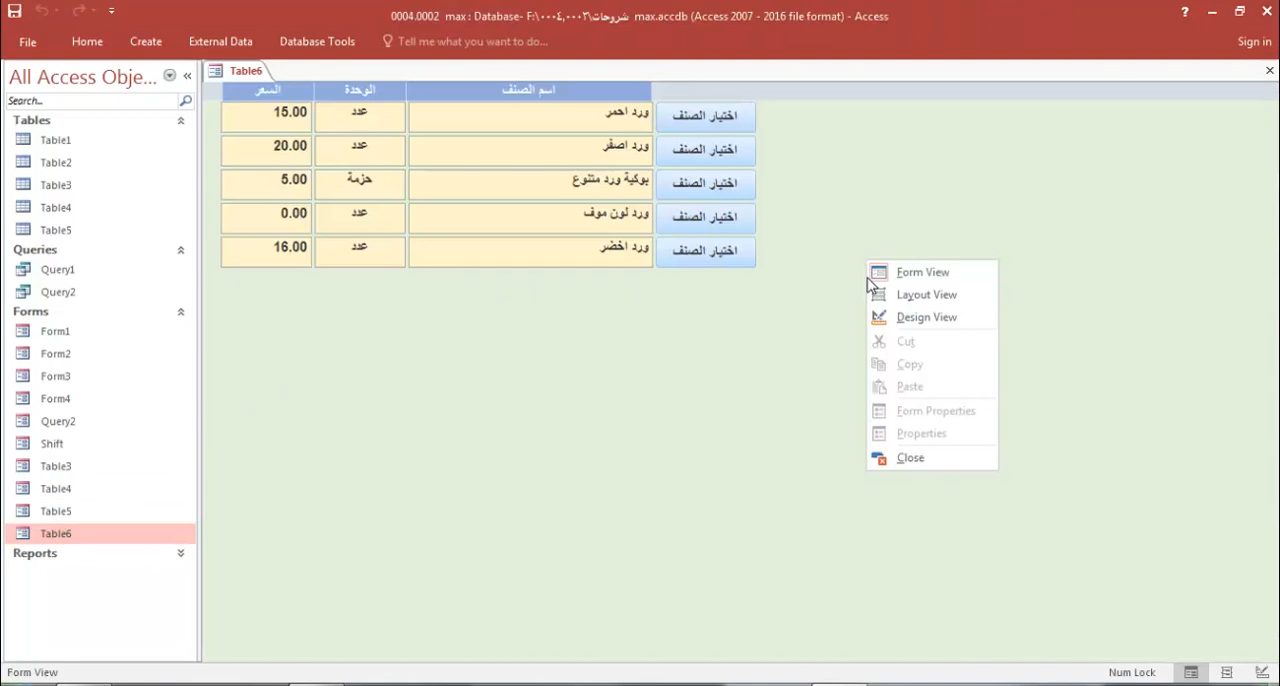 0004.0002 max : Database- F:\شروحات\٠٠٠٤,٠٠٠٢ max.accdb (Access 2007 - 2016 file format) - Access
?
File Home Create External Data Database Tools Tell me what you want to do... Sign in
All Access Obje... «
Search...
Tables
Table1
Table2
Table3
Table4
Table5
Queries
Query1
Query2
Forms
Form1
Form2
Form3
Form4
Query2
Shift
Table3
Table4
Table5
Table6
Reports
Table6
اسم الصنف الوحدة السعر
اختيار الصنف ورد احمر عدد 15.00
اختيار الصنف ورد اصفر عدد 20.00
اختيار الصنف بوكية ورد متنوع حزمة 5.00
اختيار الصنف ورد لون موف عدد 0.00
اختيار الصنف ورد اخضر عدد 16.00
Form View
Layout View
Design View
Cut
Copy
Paste
Form Properties
Properties
Close
Form View Num Lock